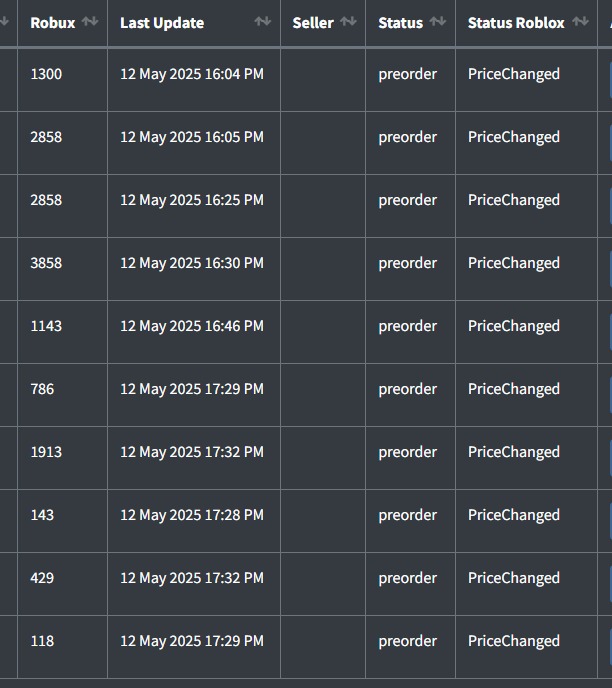 Robux Last Update Seller Status Status Roblox
1300 12 May 2025 16:04 PM preorder PriceChanged
2858 12 May 2025 16:05 PM preorder PriceChanged
2858 12 May 2025 16:25 PM preorder PriceChanged
3858 12 May 2025 16:30 PM preorder PriceChanged
1143 12 May 2025 16:46 PM preorder PriceChanged
786 12 May 2025 17:29 PM preorder PriceChanged
1913 12 May 2025 17:32 PM preorder PriceChanged
143 12 May 2025 17:28 PM preorder PriceChanged
429 12 May 2025 17:32 PM preorder PriceChanged
118 12 May 2025 17:29 PM preorder PriceChanged